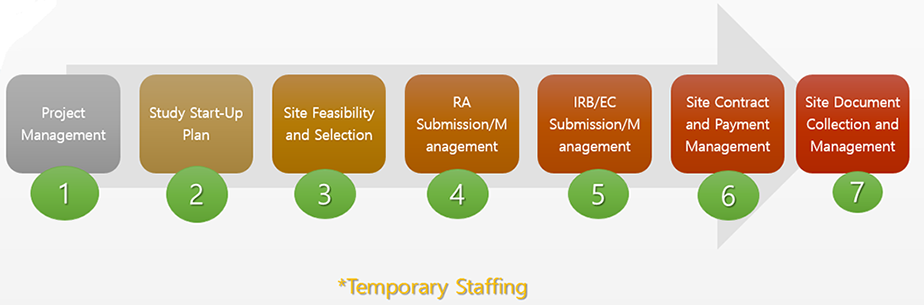 Project
Management
Study Start-Up
Plan
Site Feasibility
and Selection
RA
Submission/M
anagement
IRB/EC
Submission/M
anagement
Site Contract
and Payment
Management
Site Document
Collection and
Management
1
2
3
4
5
6
7
*Temporary Staffing